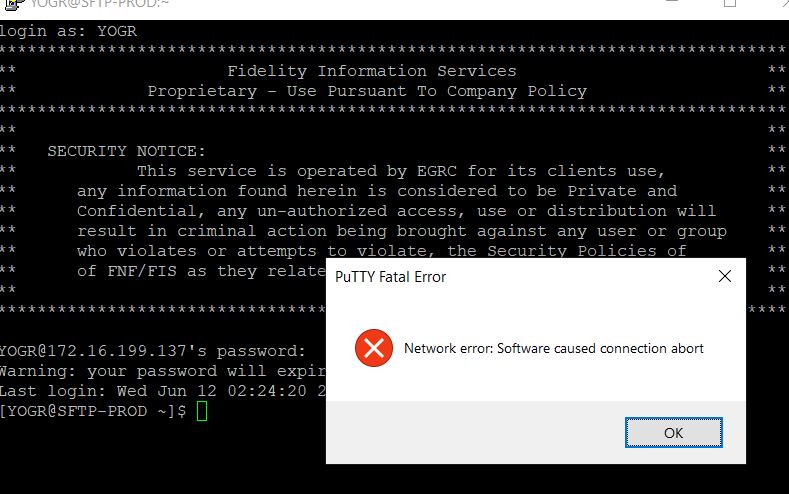 YOGR@SFTP-PROD:~
login as: YOGR
*******************************************************************************
** Fidelity Information Services **
** Proprietary - Use Pursuant To Company Policy **
*******************************************************************************
** **
** SECURITY NOTICE: **
** This service is operated by EGRC for its clients use, **
** any information found herein is considered to be Private and **
** Confidential, any un-authorized access, use or distribution will **
** result in criminal action being brought against any user or group **
** who violates or attempts to violate, the Security Policies of **
** of FNF/FIS as they relate
** 
****
PuTTY Fatal Error
Network error: Software caused connection abort
OK
YOGR@172.16.199.137's password:
Warning: your password will expir
Last login: Wed Jun 12 02:24:20 2
[YOGR@SFTP-PROD ~]$